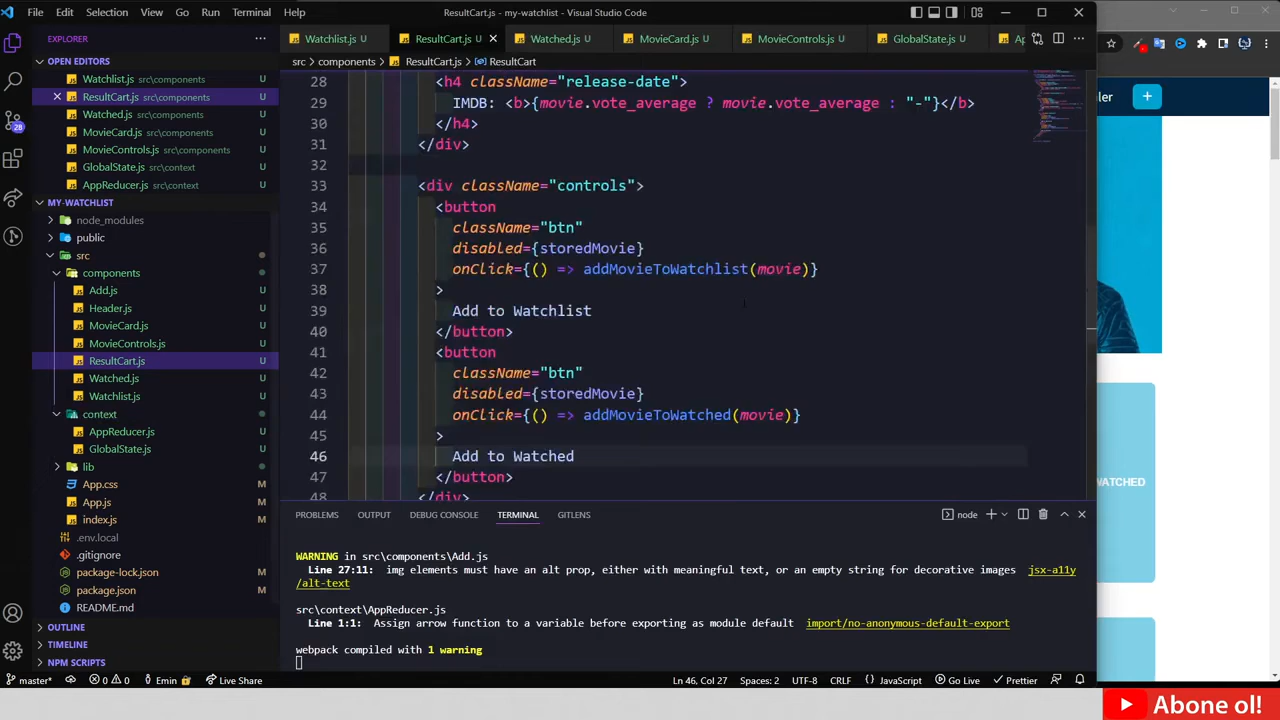 File Edit Selection View Go Run Terminal Help ResultCart.js - my-watchlist - Visual Studio Code
EXPLORER
Watchlist.js U ResultCart.js U Watched.js U MovieCard.js U MovieControls.js U GlobalState.js U
src > components > ResultCart.js > ResultCart
OPEN EDITORS
Watchlist.js src\components U
ResultCart.js src\components U
Watched.js src\components U
MovieCard.js src\components U
MovieControls.js src\components U
GlobalState.js src\context U
AppReducer.js src\context U
MY-WATCHLIST
node_modules
public
src
components
Add.js U
Header.js U
MovieCard.js U
MovieControls.js U
ResultCart.js U
Watched.js U
Watchlist.js U
context
AppReducer.js U
GlobalState.js U
lib
App.css M
App.js M
index.js M
.env.local
.gitignore
package-lock.json M
package.json M
README.md
OUTLINE
TIMELINE
NPM SCRIPTS
28
28 <h4 className="release-date">
29 IMDB: <b>{movie.vote_average ? movie.vote_average : "-"}</b>
30 </h4>
31 </div>
32
33 <div className="controls">
34 <button
35 className="btn"
36 disabled={storedMovie}
37 onClick={() => addMovieToWatchlist(movie)}
38 >
39 Add to Watchlist
40 </button>
41 <button
42 className="btn"
43 disabled={storedMovie}
44 onClick={() => addMovieToWatched(movie)}
45 >
46 Add to Watched
47 </button>
48 </div>
PROBLEMS OUTPUT DEBUG CONSOLE TERMINAL GITLENS node
WARNING in src\components\Add.js
Line 27:11: img elements must have an alt prop, either with meaningful text, or an empty string for decorative images jsx-a11y
/alt-text
src\context\AppReducer.js
Line 1:1: Assign arrow function to a variable before exporting as module default import/no-anonymous-default-export
webpack compiled with 1 warning
master* 0 0 Emin Live Share Ln 46, Col 27 Spaces: 2 UTF-8 CRLF JavaScript Go Live Prettier
WATCHED
Abone ol!